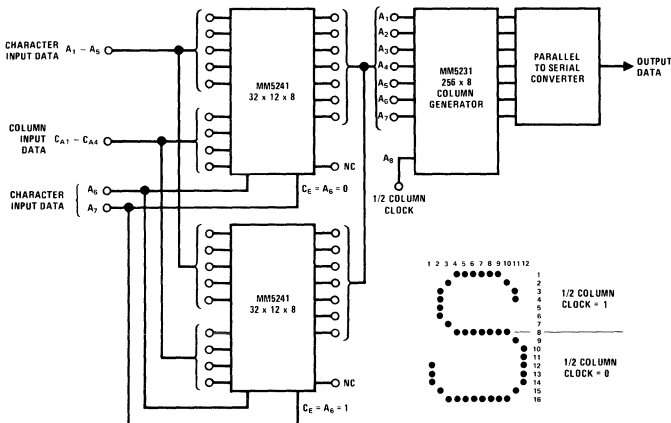 CHARACTER
INPUT DATA
A1 – A5
COLUMN
INPUT
DATA
CA1 – CA4
CHARACTER
INPUT DATA
A6
A7
MM5241
32 x 12 x 8
NC
CE = A6 = 0
MM5241
32 x 12 x 8
NC
CE = A6 = 1
A1
A2
A3
A4
A5
A6
A7
A8
1/2 COLUMN
CLOCK
MM5231
256 x 8
COLUMN
GENERATOR
PARALLEL
TO SERIAL
CONVERTER
OUTPUT
DATA
1 2 3 4 5 6 7 8 9 10 11 12
1
2
3
4
5
6
7
8
9
10
11
12
13
14
15
16
1/2 COLUMN
CLOCK = 1
1/2 COLUMN
CLOCK = 0